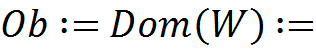 Ob := Dom(W) :=